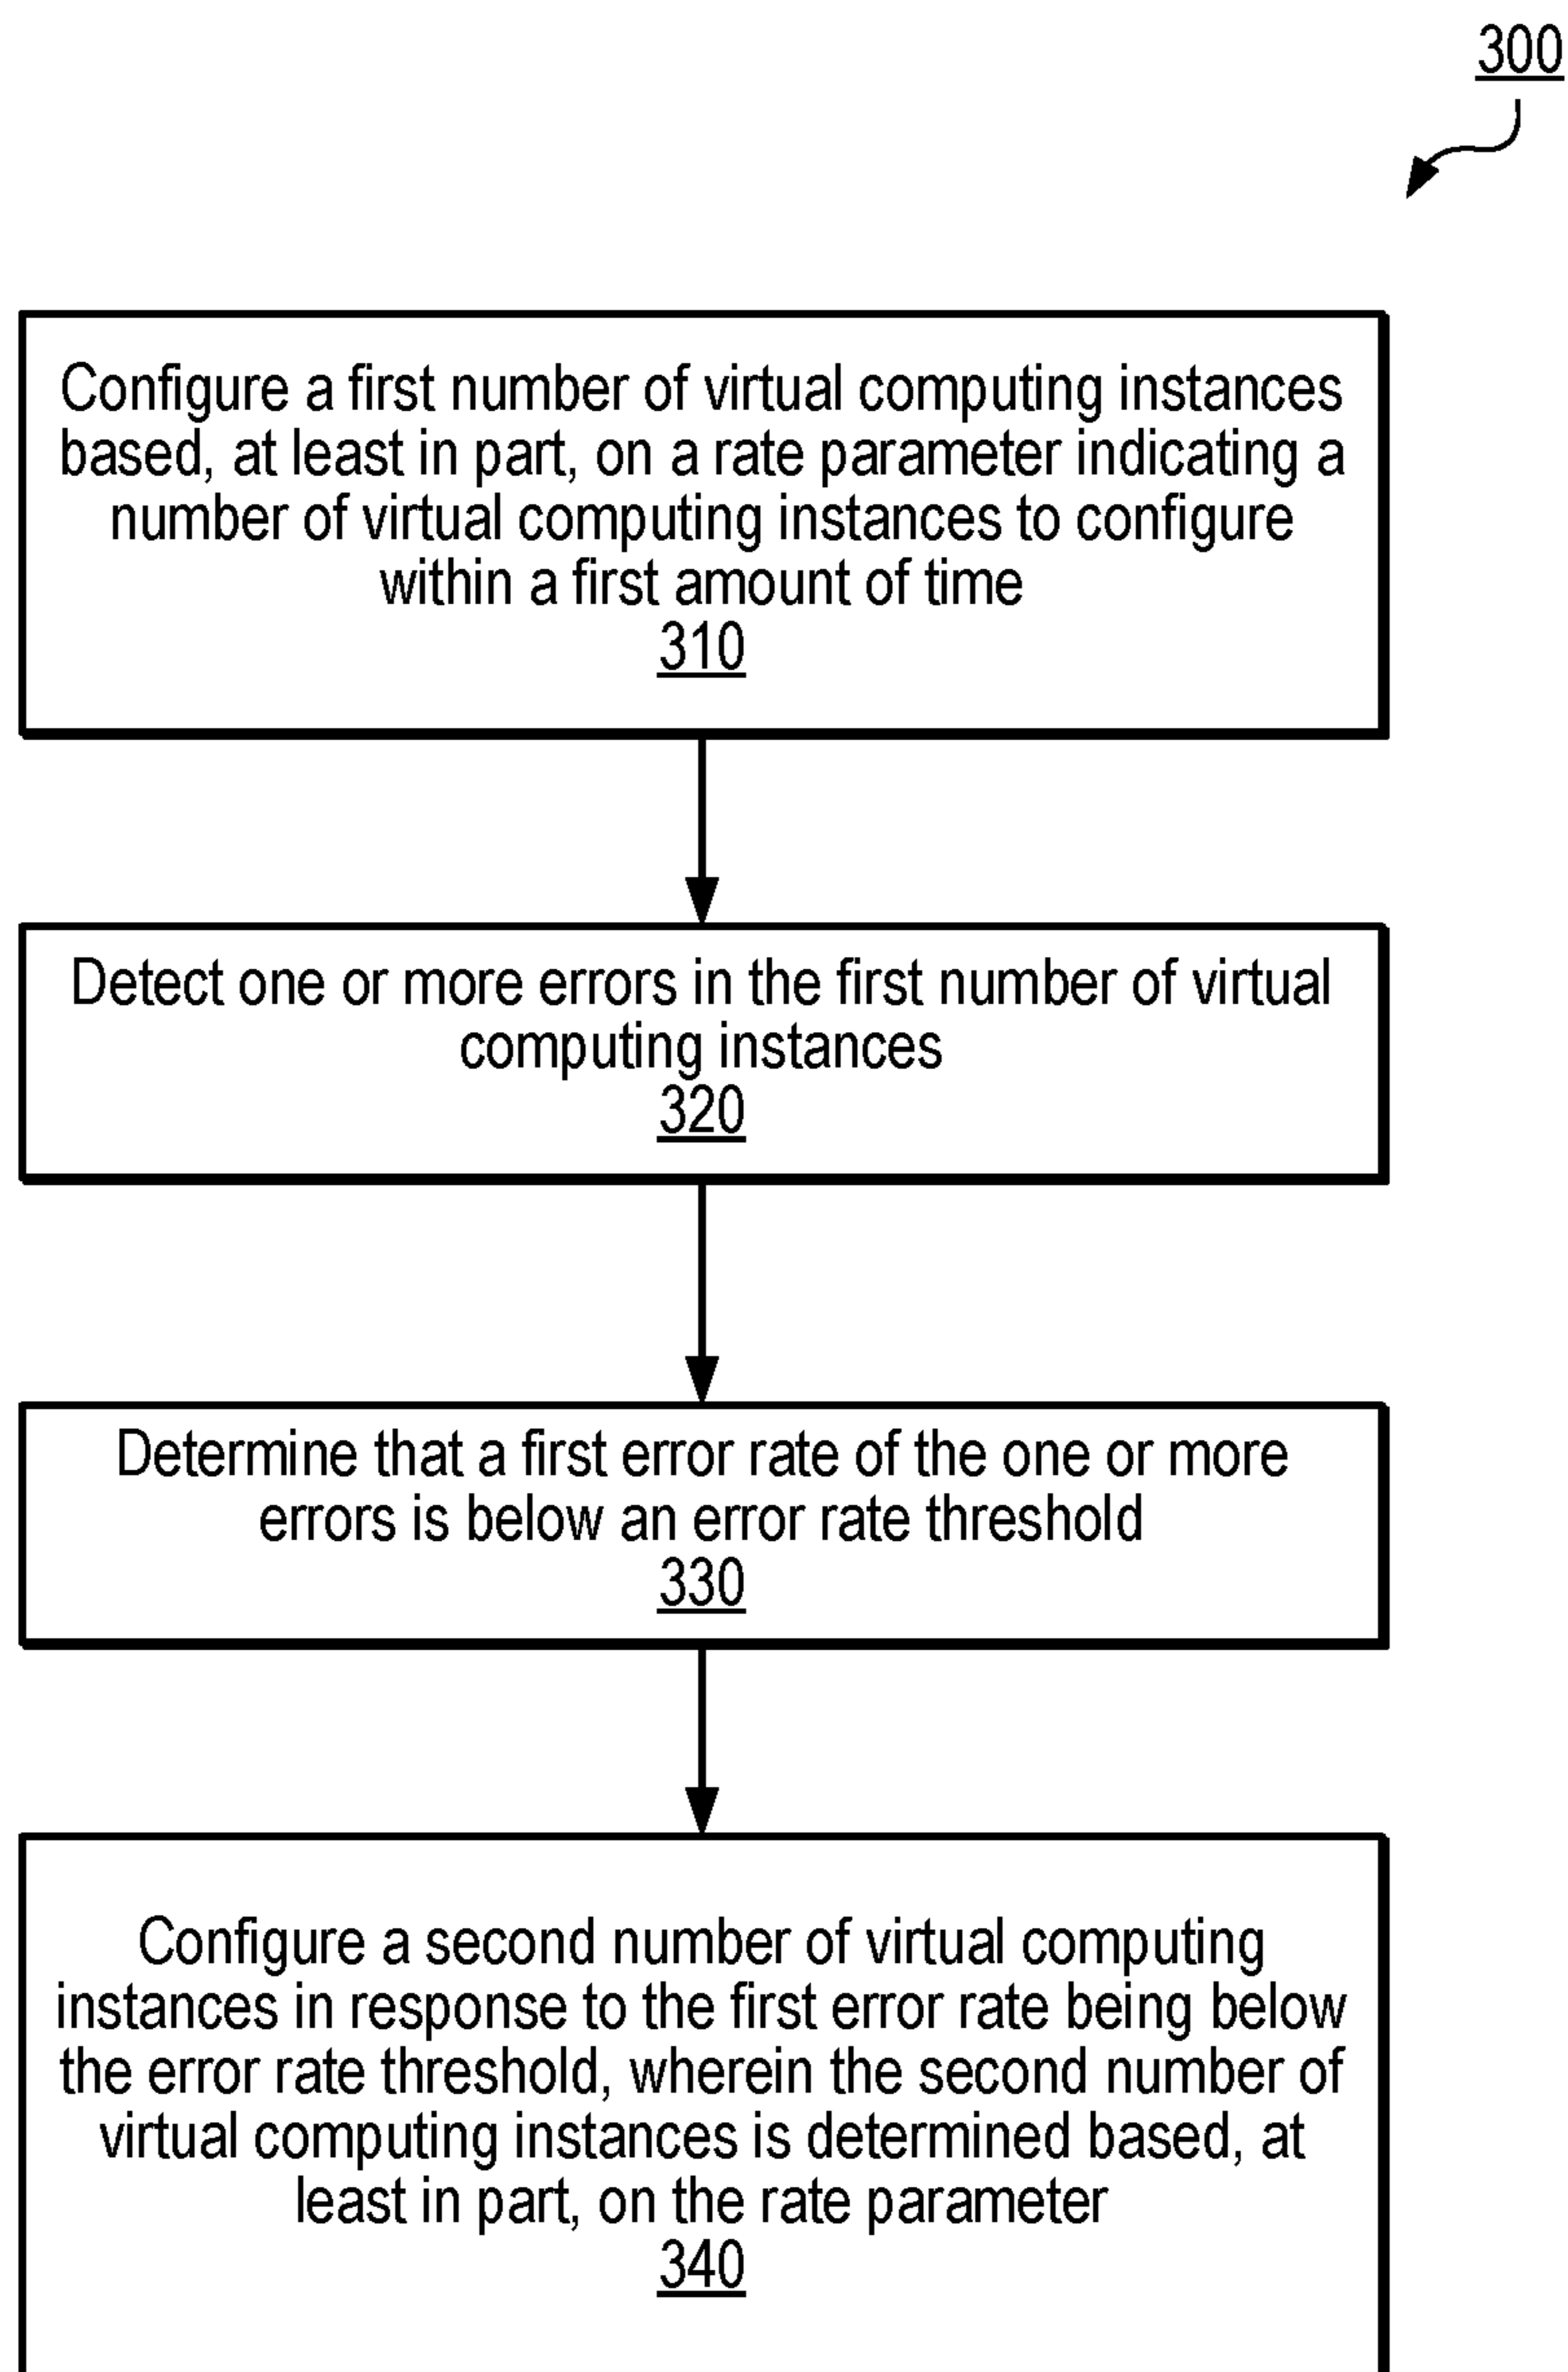 300
Configure a first number of virtual computing instances
based, at least in part, on a rate parameter indicating a
number of virtual computing instances to configure
within a first amount of time
310
Detect one or more errors in the first number of virtual
computing instances
320
Determine that a first error rate of the one or more
errors is below an error rate threshold
330
Configure a second number of virtual computing
instances in response to the first error rate being below
the error rate threshold, wherein the second number of
virtual computing instances is determined based, at
least in part, on the rate parameter
340